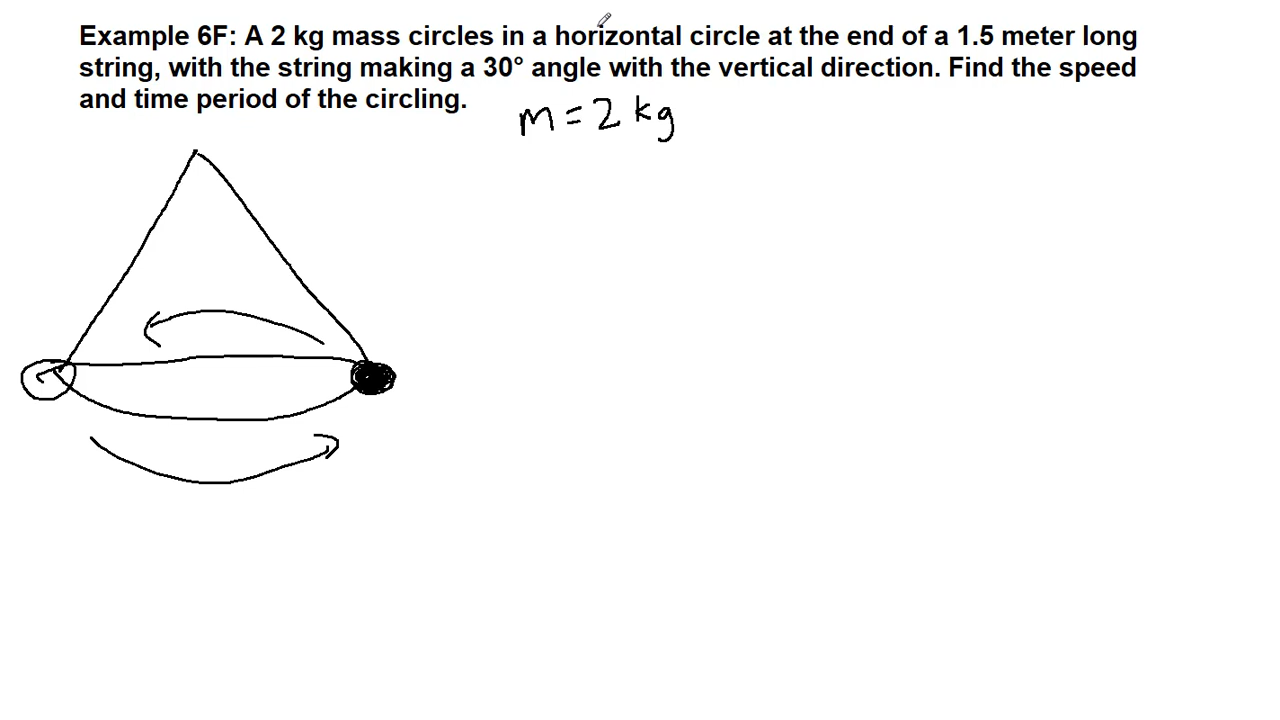 Example 6F: A 2 kg mass circles in a horizontal circle at the end of a 1.5 meter long
string, with the string making a 30° angle with the vertical direction. Find the speed
and time period of the circling.
m = 2 kg